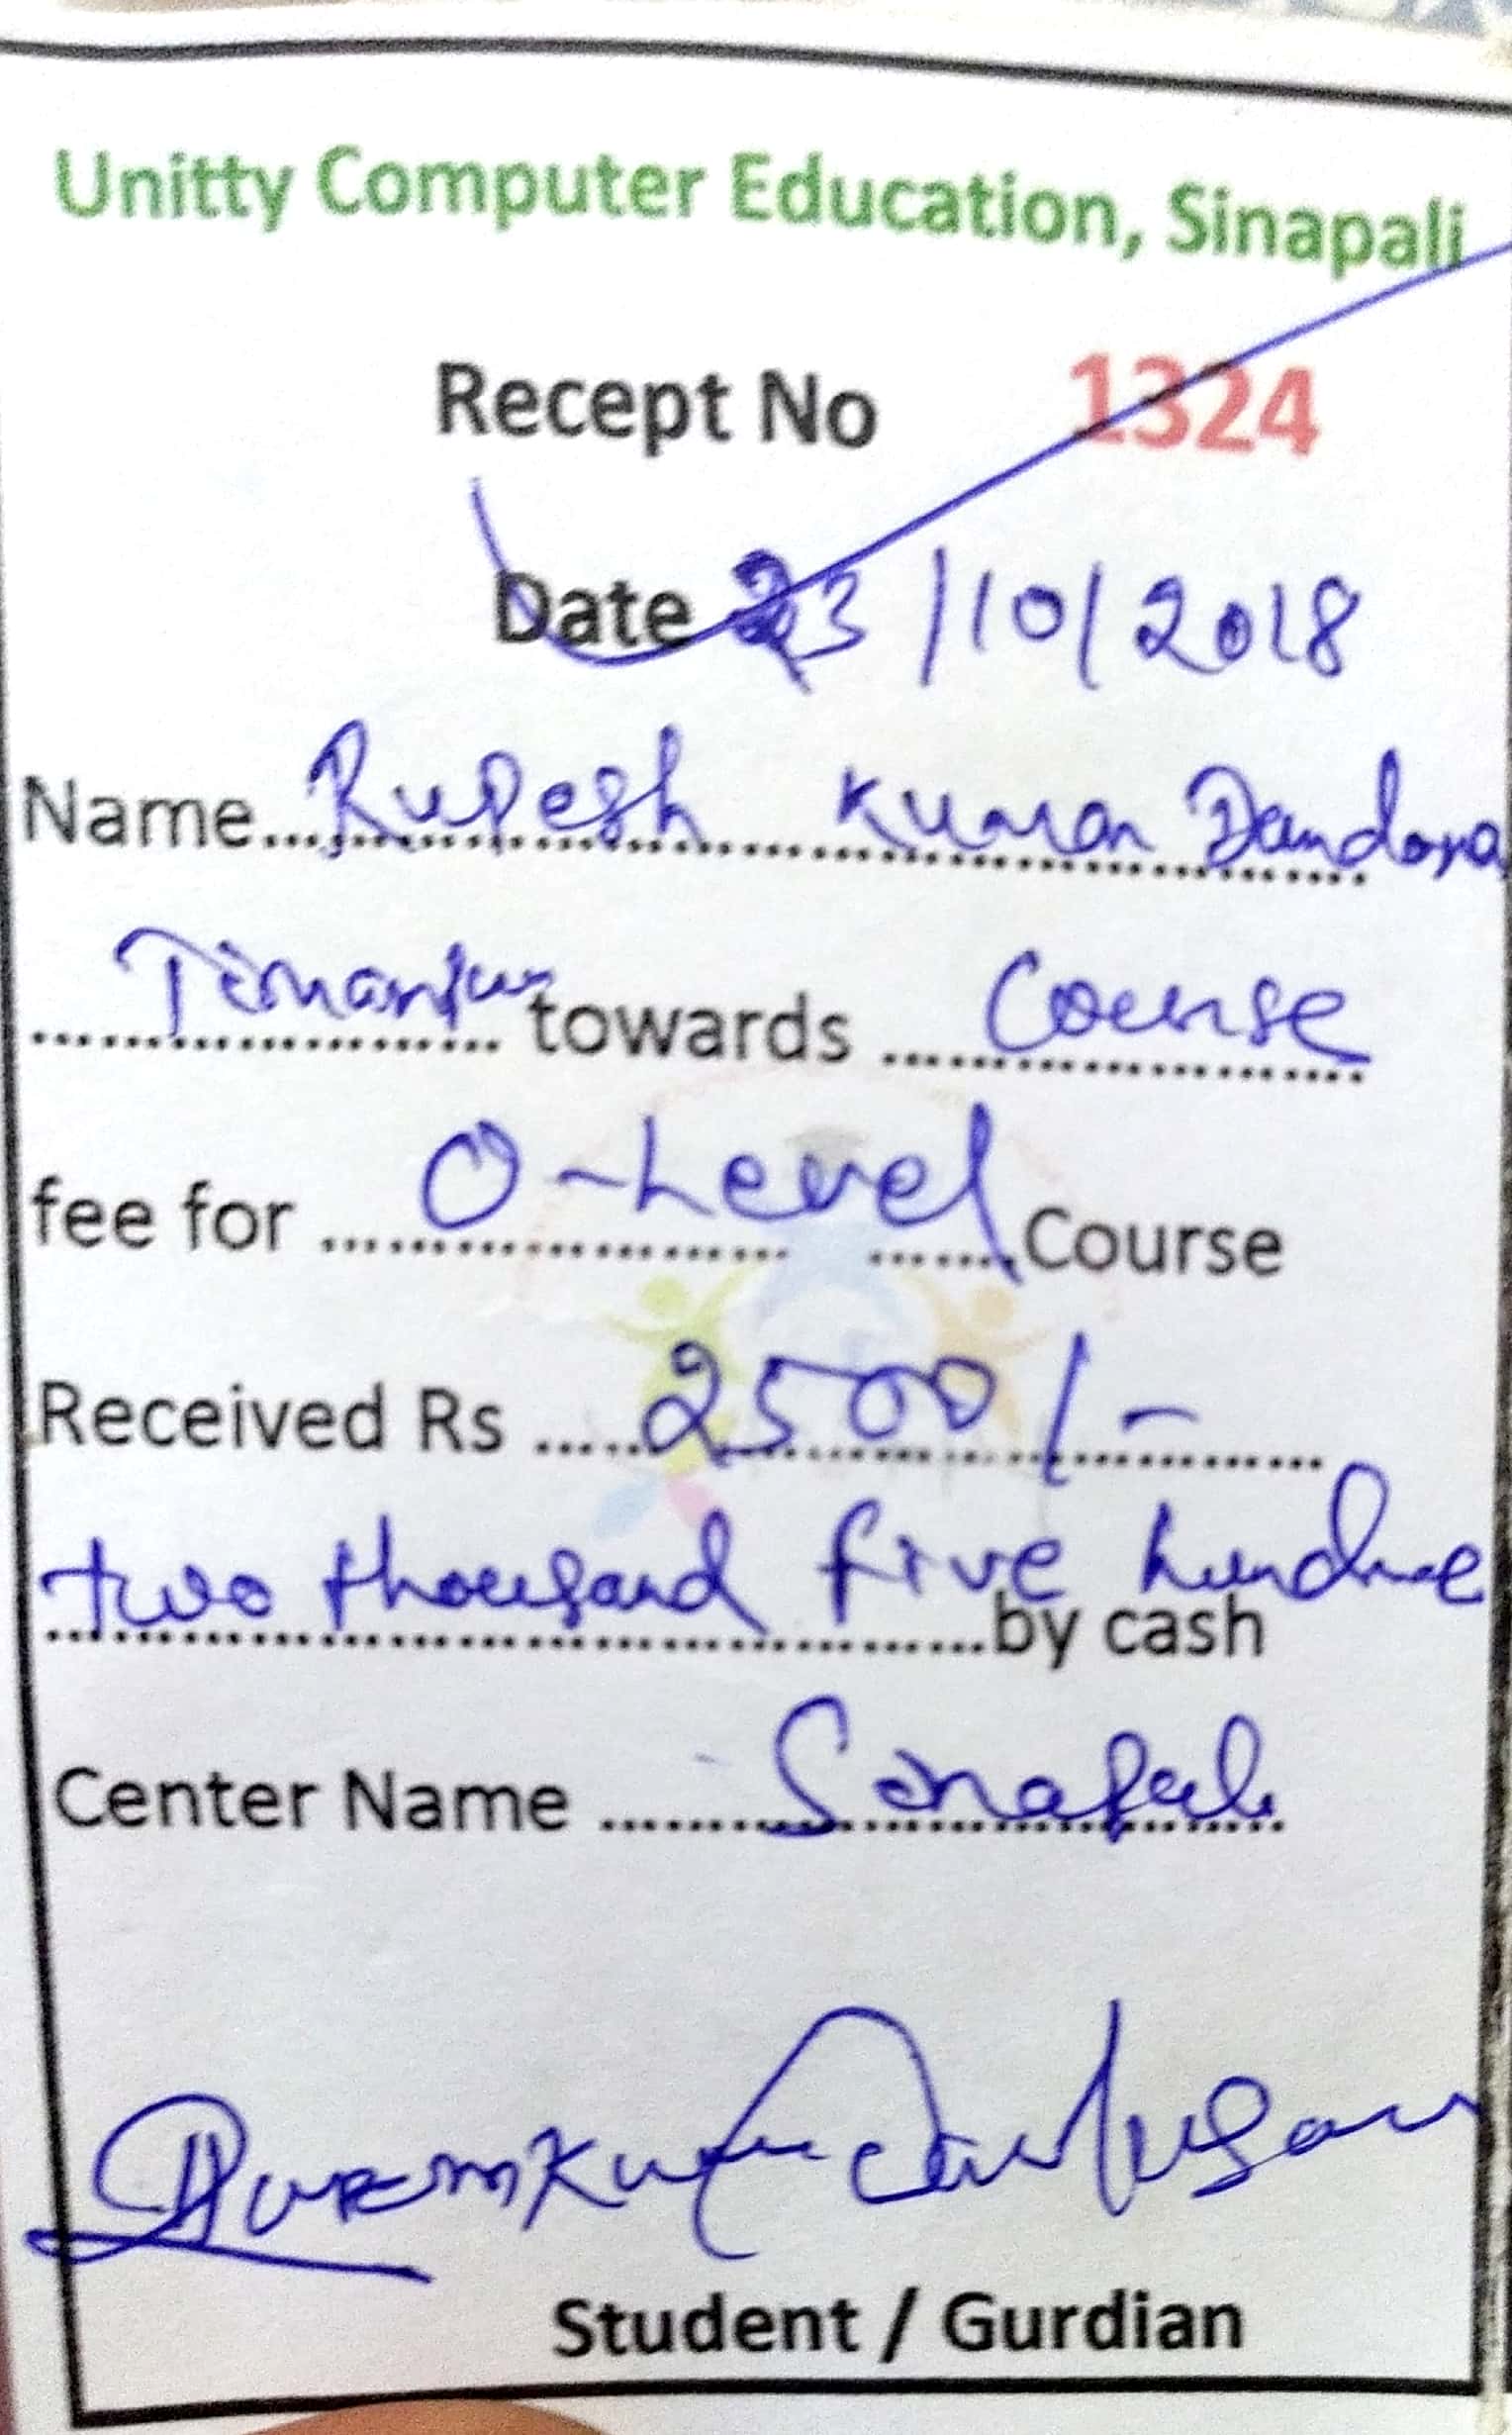 Unitty Computer Education, Sinapali
Recept No 1324
Date 23/10/2018
Name Rupesh Kumar Dandora
Timanpur towards Course
fee for O-Level Course
Received Rs 2500/-
two thousand five hundre
by cash
Center Name Sinapali
Student / Gurdian